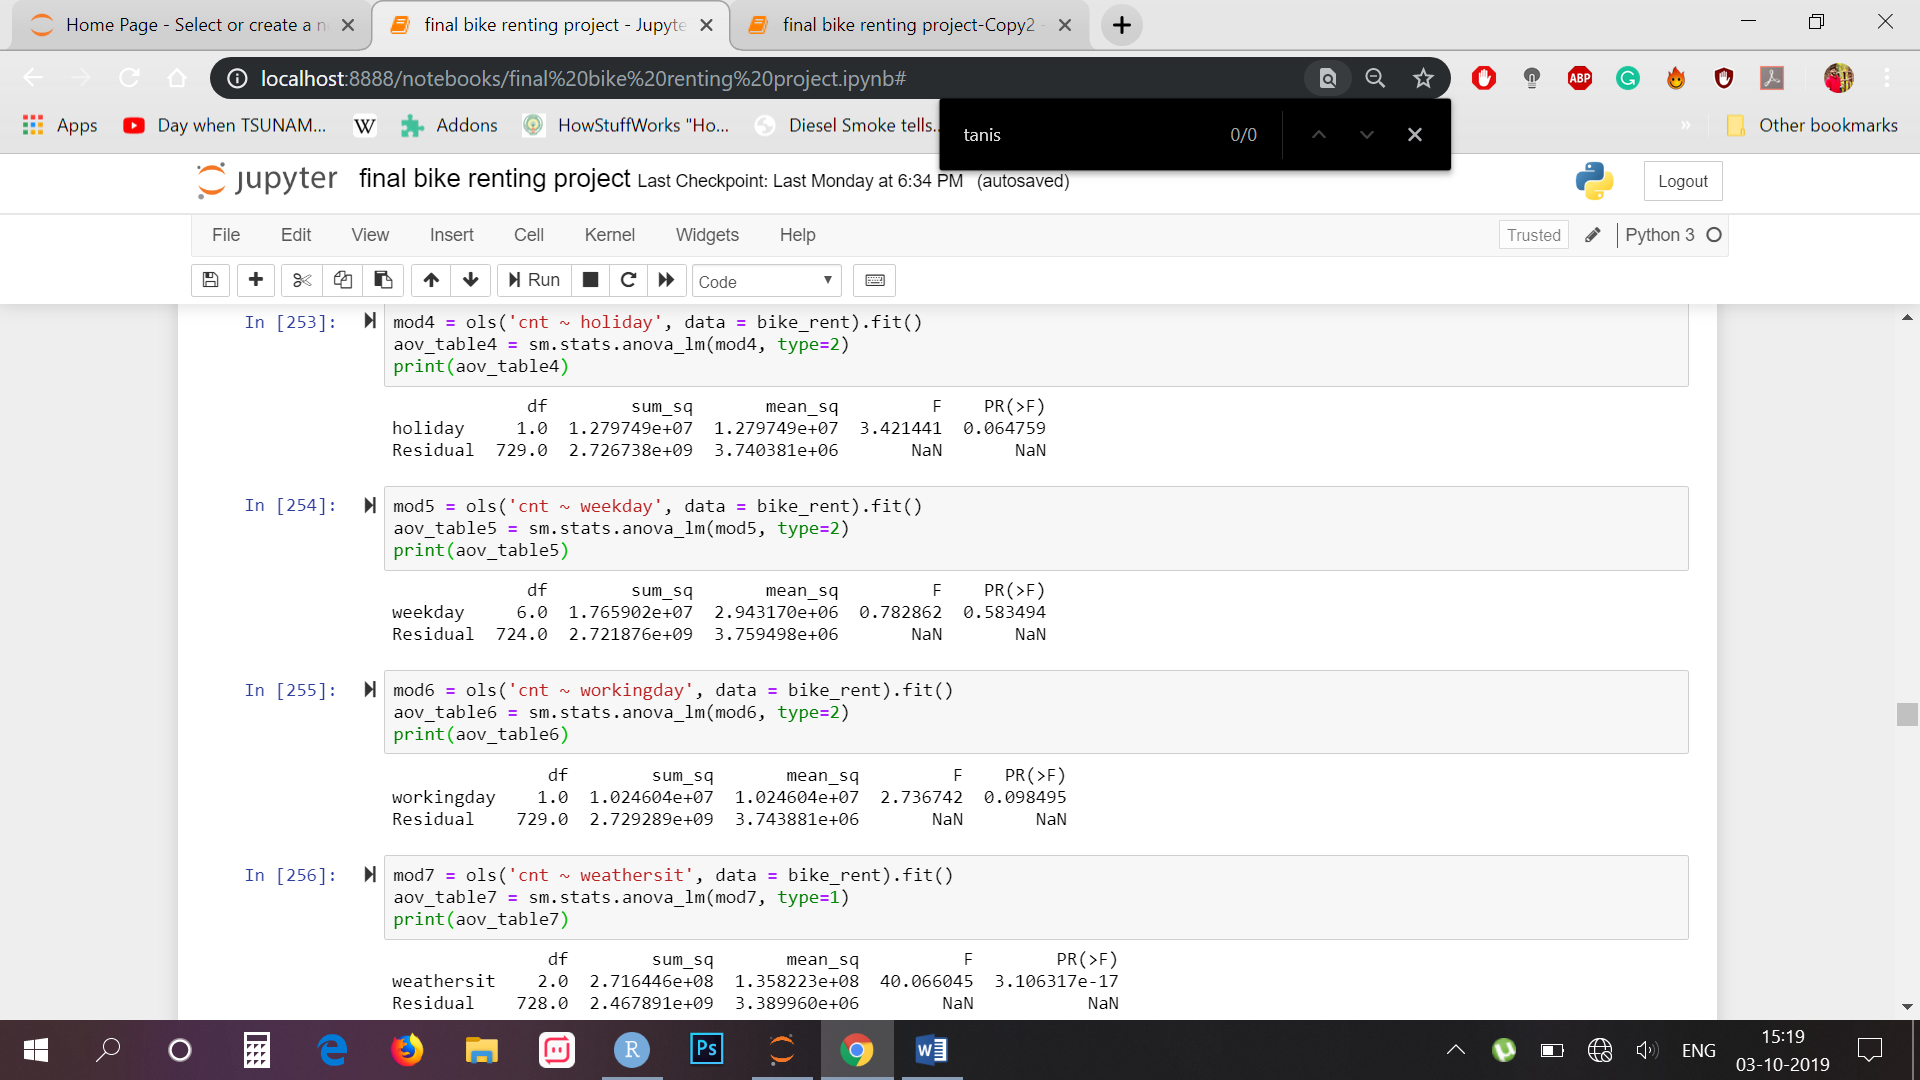 Home Page - Select or create a n
final bike renting project - Jupyte
final bike renting project-Copy2 -
localhost:8888/notebooks/final%20bike%20renting%20project.ipynb#
ABP
Apps
Day when TSUNAM...
W
Addons
HowStuffWorks "Ho...
Diesel Smoke tells...
»
Other bookmarks
tanis
0/0
jupyter
final bike renting project Last Checkpoint: Last Monday at 6:34 PM (autosaved)
Logout
File Edit View Insert Cell Kernel Widgets Help
Trusted
Python 3
Run
Code
In [253]:
mod4 = ols('cnt ~ holiday', data = bike_rent).fit()
aov_table4 = sm.stats.anova_lm(mod4, type=2)
print(aov_table4)
df sum_sq mean_sq F PR(>F)
holiday 1.0 1.279749e+07 1.279749e+07 3.421441 0.064759
Residual 729.0 2.726738e+09 3.740381e+06 NaN NaN
In [254]:
mod5 = ols('cnt ~ weekday', data = bike_rent).fit()
aov_table5 = sm.stats.anova_lm(mod5, type=2)
print(aov_table5)
df sum_sq mean_sq F PR(>F)
weekday 6.0 1.765902e+07 2.943170e+06 0.782862 0.583494
Residual 724.0 2.721876e+09 3.759498e+06 NaN NaN
In [255]:
mod6 = ols('cnt ~ workingday', data = bike_rent).fit()
aov_table6 = sm.stats.anova_lm(mod6, type=2)
print(aov_table6)
df sum_sq mean_sq F PR(>F)
workingday 1.0 1.024604e+07 1.024604e+07 2.736742 0.098495
Residual 729.0 2.729289e+09 3.743881e+06 NaN NaN
In [256]:
mod7 = ols('cnt ~ weathersit', data = bike_rent).fit()
aov_table7 = sm.stats.anova_lm(mod7, type=1)
print(aov_table7)
df sum_sq mean_sq F PR(>F)
weathersit 2.0 2.716446e+08 1.358223e+08 40.066045 3.106317e-17
Residual 728.0 2.467891e+09 3.389960e+06 NaN NaN
R
Ps
W
ENG
15:19
03-10-2019